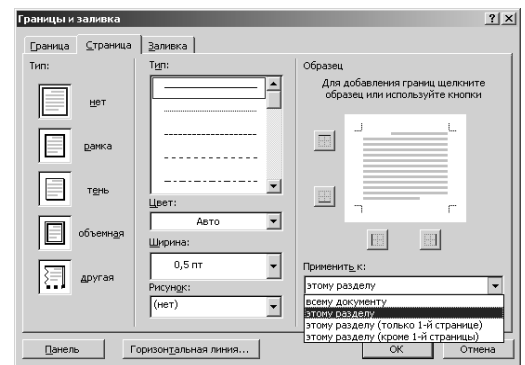 Границы и заливка
Граница Страница Заливка
Тип:
нет
рамка
тень
объемная
другая
Тип:
Цвет:
Авто
Ширина:
0,5 пт
Рисунок:
(нет)
Образец
Для добавления границ щелкните
образец или используйте кнопки
Применить к:
этому разделу
всему документу
этому разделу
этому разделу (только 1-й странице)
этому разделу (кроме 1-й страницы)
Панель
Горизонтальная линия...
ОК
Отмена